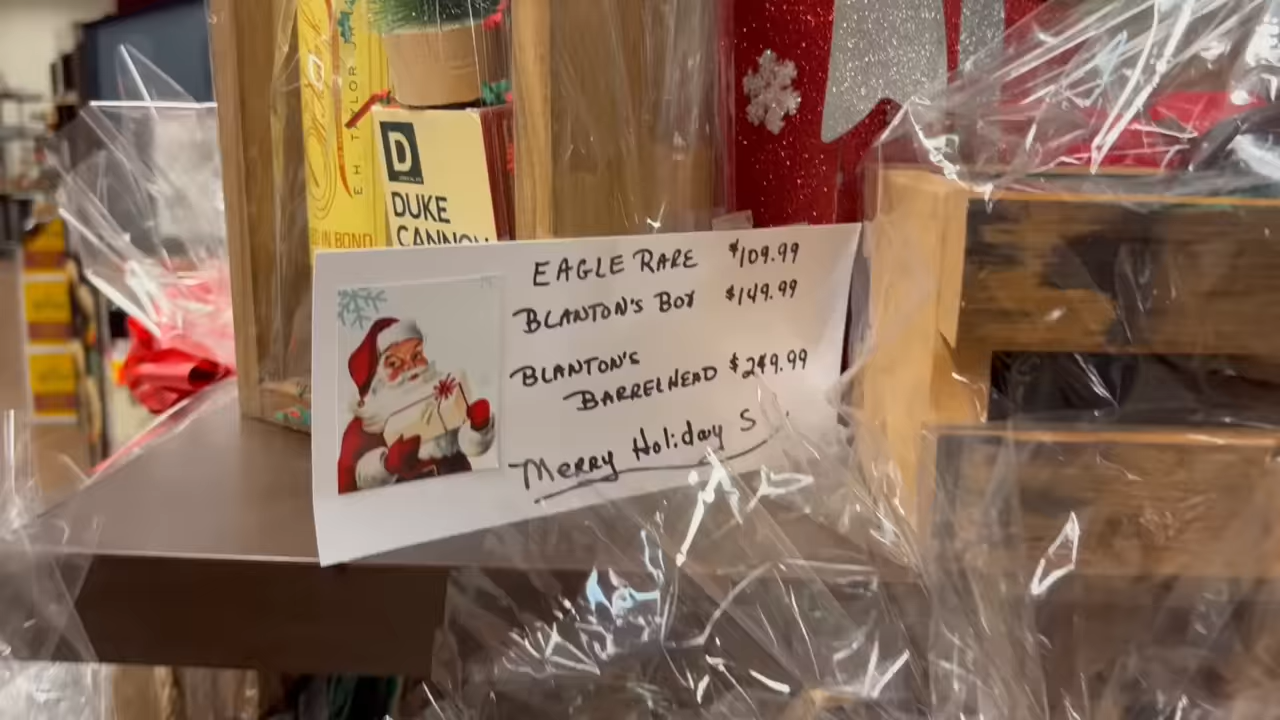 EH TAYLOR
IN BOND
D
DUKE
CANNON
EAGLE RARE $109.99
BLANTON'S BOX $149.99
BLANTON'S
BARRELHEAD $249.99
Merry Holiday S